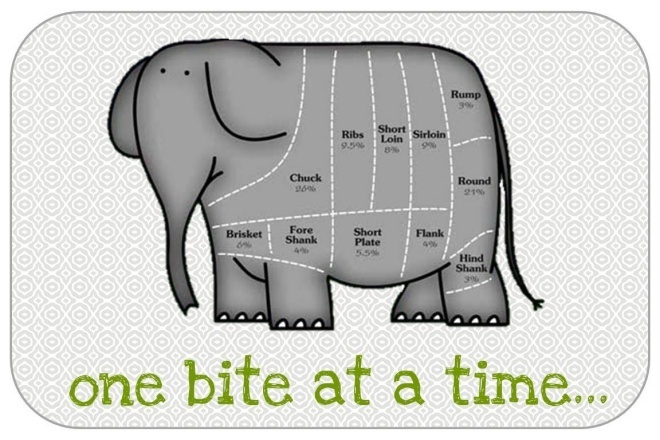 Rump
3%
Ribs
9.5%
Short
Loin
8%
Sirloin
9%
Chuck
26%
Round
21%
Brisket
6%
Fore
Shank
4%
Short
Plate
5.5%
Flank
4%
Hind
Shank
3%
one bite at a time...